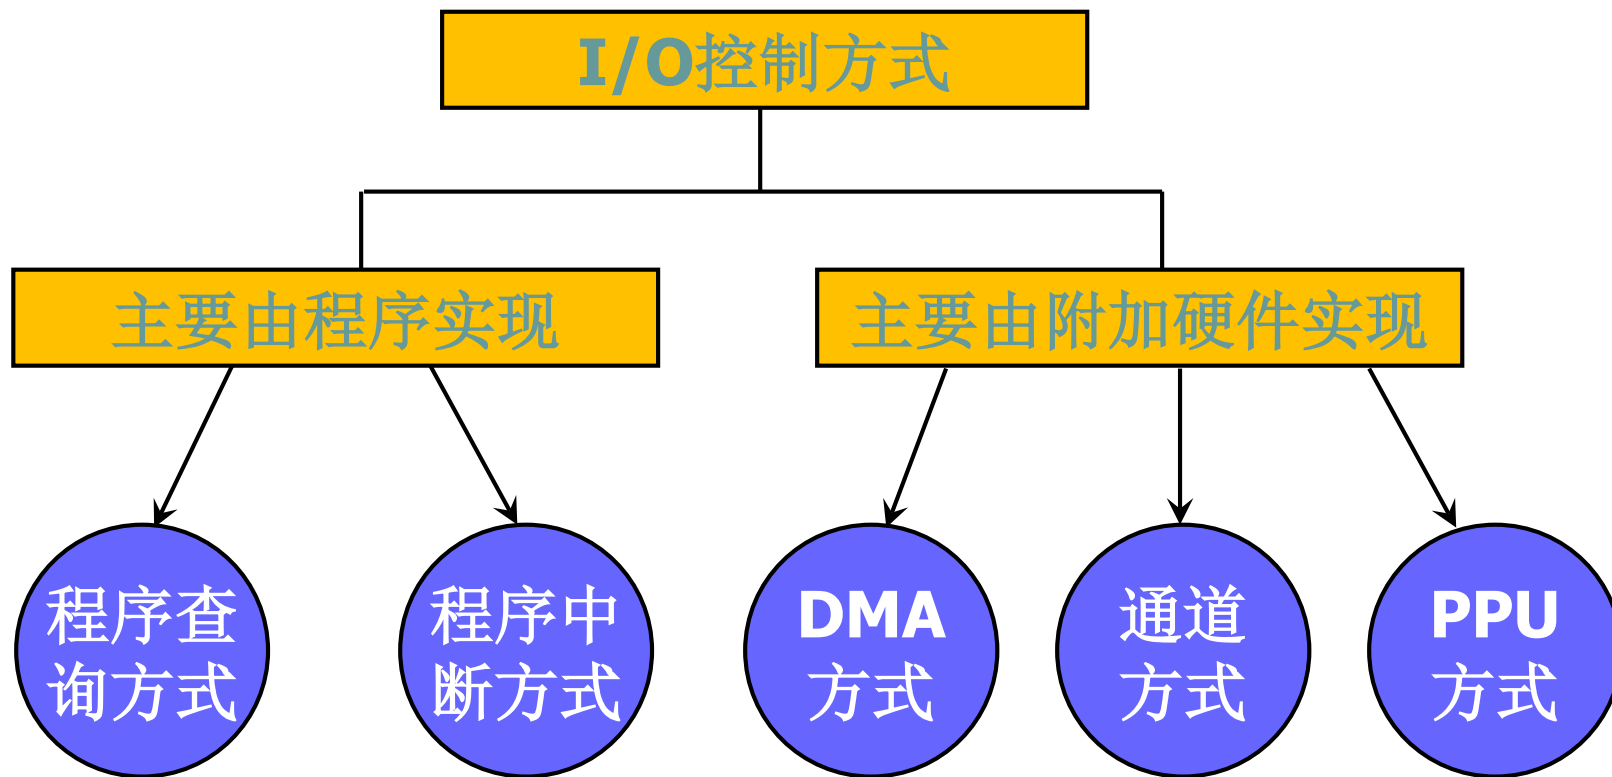 I/O控制方式
主要由程序实现
主要由附加硬件实现
程序查
询方式
程序中
断方式
DMA
方式
通道
方式
PPU
方式